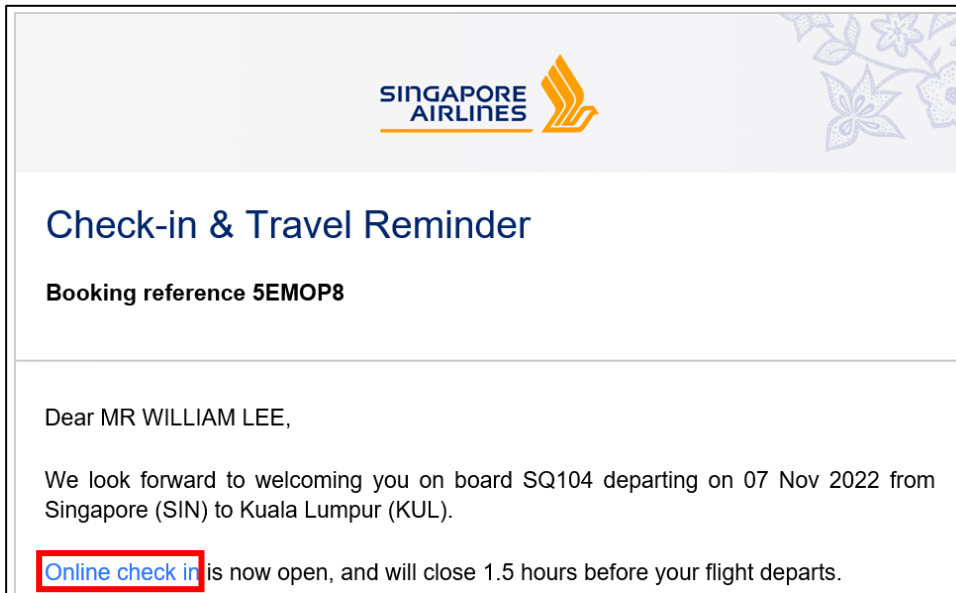 SINGAPORE
AIRLINES
Check-in & Travel Reminder
Booking reference 5EMOP8
Dear MR WILLIAM LEE,
We look forward to welcoming you on board SQ104 departing on 07 Nov 2022 from
Singapore (SIN) to Kuala Lumpur (KUL).
Online check in is now open, and will close 1.5 hours before your flight departs.